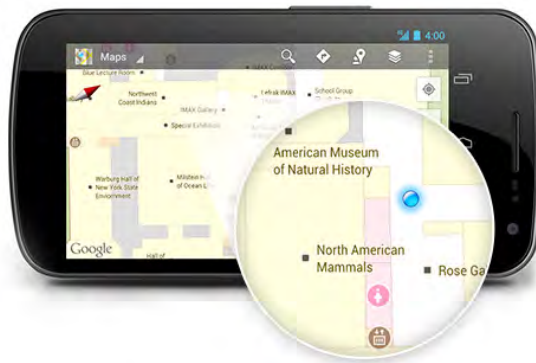 4:00
Maps
Blue Lecture Room
IMAX
Northwest
Coast Indians
Lefrak IMAX
School Group
IMAX Gallery
Special Exhibition
Warburg Hall of
New York State
Environment
Milstein Hall
of Ocean
Google
Hall of
American Museum
of Natural History
North American
Mammals
Rose Ga